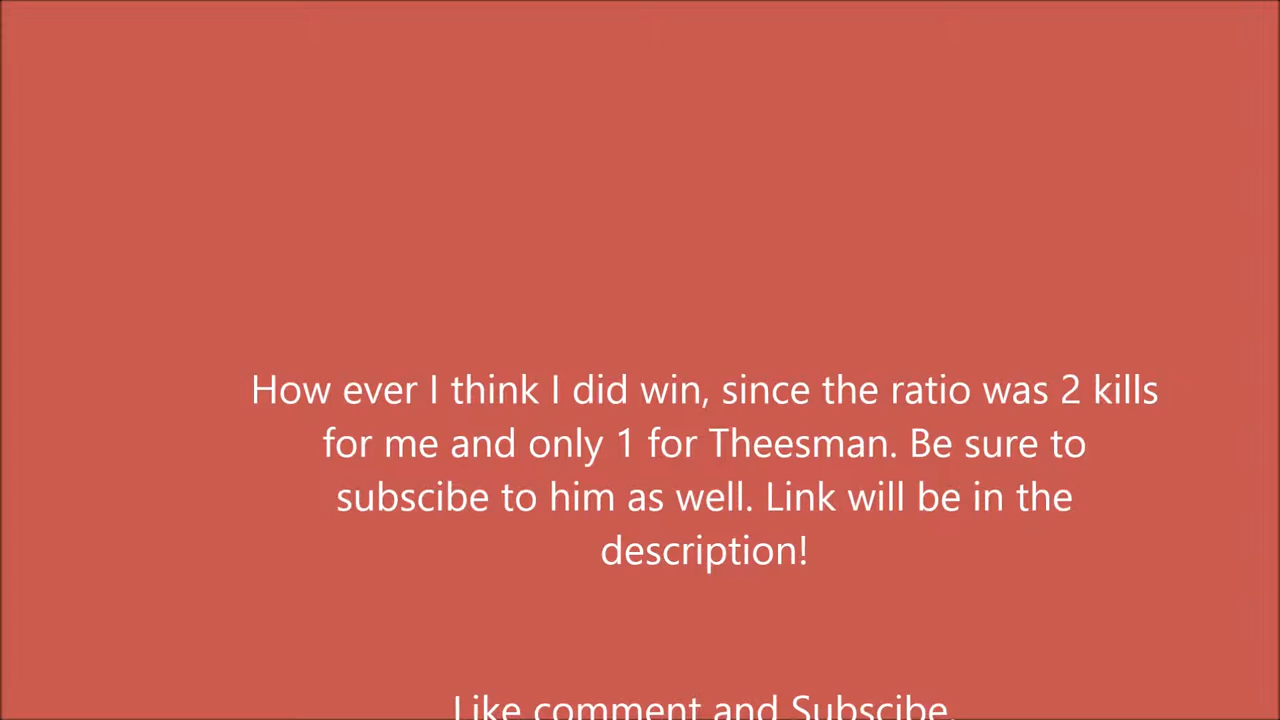 How ever I think I did win, since the ratio was 2 kills
for me and only 1 for Theesman. Be sure to
subscibe to him as well. Link will be in the
description!
Like comment and Subscibe.